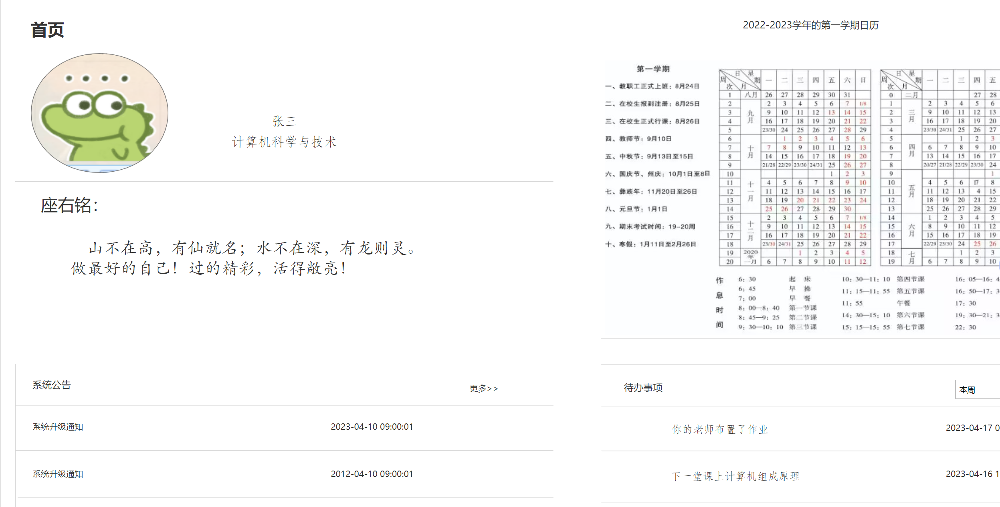 首页
张三
计算机科学与技术
座右铭：
山不在高，有仙就名；水不在深，有龙则灵。
做最好的自己！过的精彩，活得敞亮！
2022-2023学年的第一学期日历
第一学期
一、教职工正式上班：8月24日
二、在校生报到注册：8月25日
三、在校生正式行课：8月26日
四、教师节：9月10日
五、中秋节：9月13日至15日
六、国庆节、州庆：10月1日至8日
七、彝族年：11月20日至26日
八、元旦节：1月1日
九、期末考试时间：19-20周
十、寒假：1月11日至2月26日
日 星
周 次 月 期 一 二 三 四 五 六 日
1 八月 26 27 28 29 30 31
2 九月 2 3 4 5 6 7 1/8
3 9 10 11 12 13 14 15
4 16 17 18 19 20 21 22
5 23/30 24 25 26 27 28 29
6 十月 1 2 3 4 5 6
7 7 8 9 10 11 12 13
8 14 15 16 17 18 19 20
9 21/28 22/29 23/30 24/31 25 26 27
10 十一月 1 2 3
11 4 5 6 7 8 9 10
12 11 12 13 14 15 16 17
13 18 19 20 21 22 23 24
14 25 26 27 28 29 30
15 十二月 2 3 4 5 6 7 1/8
16 9 10 11 12 13 14 15
17 16 17 18 19 20 21 22
18 23/30 24/31 25 26 27 28 29
19 2020年一月 1 2 3 4 5
20 6 7 8 9 10 11 12
日 星
周 次 月 期 一 二 三 四 五
0 二月 27 28
1 三月 2 3 4 5 6
2 9 10 11 12 13
3 16 17 18 19 20
4 23/30 24/31 25 26 27
5 四月 1 2 3
6 6 7 8 9 10
7 13 14 15 16 17
8 20/27 21/28 22/29 23/30 24
9 五月 1
10 4 5 6 17 8
11 11 12 13 4 15
12 18 19 20 21 22
13 25 26 27 28 29
14 六月 1 2 3 4 5
15 8 9 10 11 12
16 15 16 17 18 19
17 22/29 23/30 24 25 26
18 七月 1 2 3
19 6 7 8 9 10
作息时间
6：30 起 床
6：45 早 操
7：00 早 餐
8：00—8：40 第一节课
8：45—9：25 第二节课
9：30—10：10 第三节课
10：30—11：10 第四节课
11：15—11：55 第五节课
11：55 午餐
14：30—15：10 第六节课
15：15—15：55 第七节课
16：05—16：4
16：50—17：3
17：30
19：30—21：3
22：30
系统公告
更多>>
系统升级通知 2023-04-10 09:00:01
系统升级通知 2012-04-10 09:00:01
待办事项
本周
你的老师布置了作业 2023-04-17 0
下一堂课上计算机组成原理 2023-04-16 1